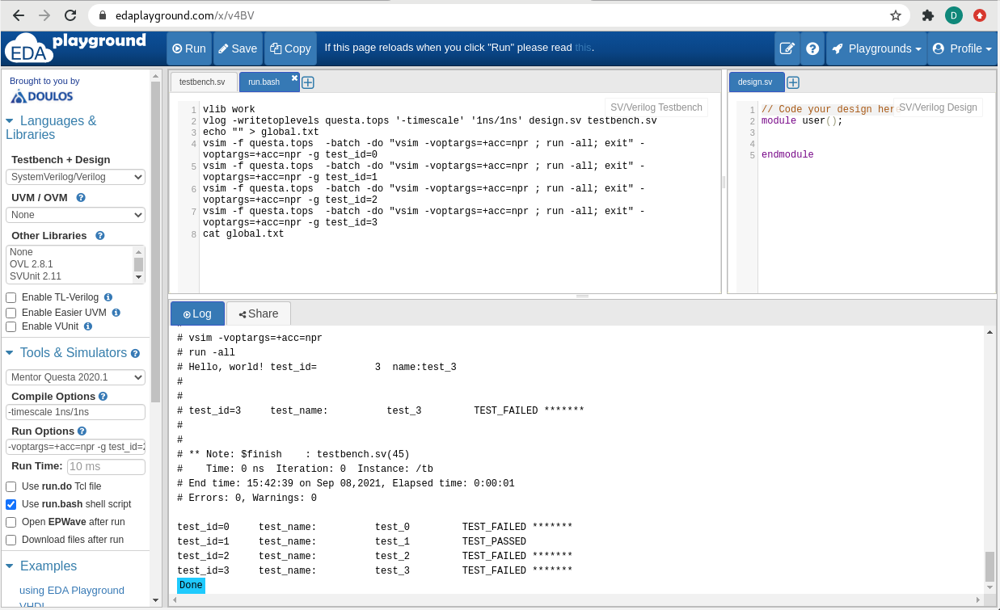 edaplayground.com/x/v4BV
D
EDA playground
Run
Save
Copy
If this page reloads when you click "Run" please read this.
Playgrounds
Profile
Brought to you by
DOULOS
Languages & Libraries
Testbench + Design
SystemVerilog/Verilog
UVM / OVM
None
Other Libraries
None
OVL 2.8.1
SVUnit 2.11
Enable TL-Verilog
Enable Easier UVM
Enable VUnit
Tools & Simulators
Mentor Questa 2020.1
Compile Options
-timescale 1ns/1ns
Run Options
-voptargs=+acc=npr -g test_id=2
Run Time: 10 ms
Use run.do Tcl file
Use run.bash shell script
Open EPWave after run
Download files after run
Examples
using EDA Playground
VHDL
testbench.sv
run.bash
SV/Verilog Testbench
1 vlib work
2 vlog -writetoplevels questa.tops '-timescale' '1ns/1ns' design.sv testbench.sv
3 echo "" > global.txt
4 vsim -f questa.tops  -batch -do "vsim -voptargs=+acc=npr ; run -all; exit" -
voptargs=+acc=npr -g test_id=0
5 vsim -f questa.tops  -batch -do "vsim -voptargs=+acc=npr ; run -all; exit" -
voptargs=+acc=npr -g test_id=1
6 vsim -f questa.tops  -batch -do "vsim -voptargs=+acc=npr ; run -all; exit" -
voptargs=+acc=npr -g test_id=2
7 vsim -f questa.tops  -batch -do "vsim -voptargs=+acc=npr ; run -all; exit" -
voptargs=+acc=npr -g test_id=3
8 cat global.txt
design.sv
SV/Verilog Design
1 // Code your design here
2 module user();
3
4
5 endmodule
Log
Share
#
# vsim -voptargs=+acc=npr
# run -all
# Hello, world! test_id=          3  name:test_3
#
#
# test_id=3     test_name:          test_3         TEST_FAILED *******
#
#
# ** Note: $finish    : testbench.sv(45)
#    Time: 0 ns  Iteration: 0  Instance: /tb
# End time: 15:42:39 on Sep 08,2021, Elapsed time: 0:00:01
# Errors: 0, Warnings: 0
test_id=0     test_name:          test_0         TEST_FAILED *******
test_id=1     test_name:          test_1         TEST_PASSED
test_id=2     test_name:          test_2         TEST_FAILED *******
test_id=3     test_name:          test_3         TEST_FAILED *******
Done